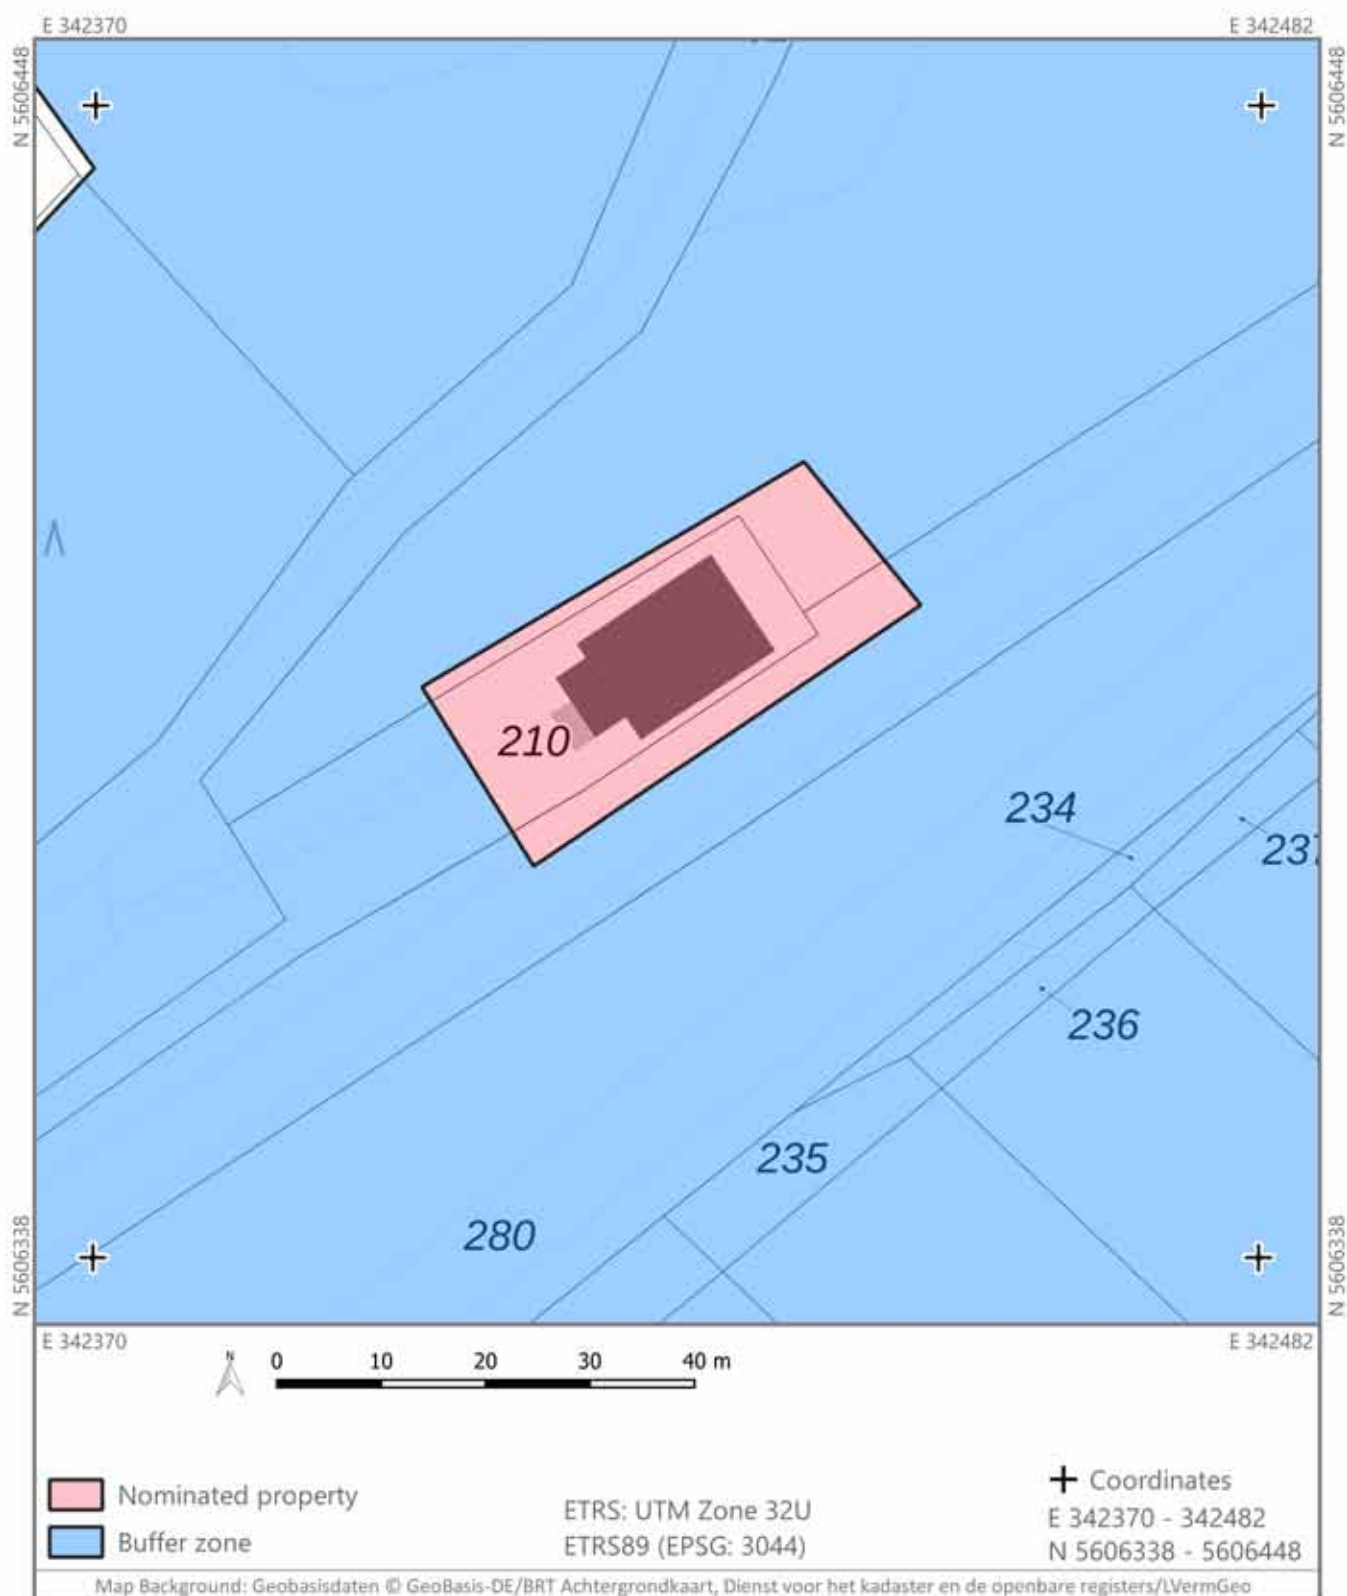 E 342370 E 342482
N 5606448 N 5606448
210
234
237
236
235
280
N 5606338 N 5606338
E 342370 E 342482
N 0 10 20 30 40 m
Nominated property
Buffer zone
ETRS: UTM Zone 32U
ETRS89 (EPSG: 3044)
Coordinates
E 342370 - 342482
N 5606338 - 5606448
Map Background: Geobasisdaten © GeoBasis-DE/BRT Achtergrondkaart, Dienst voor het kadaster en de openbare registers/LVermGeo